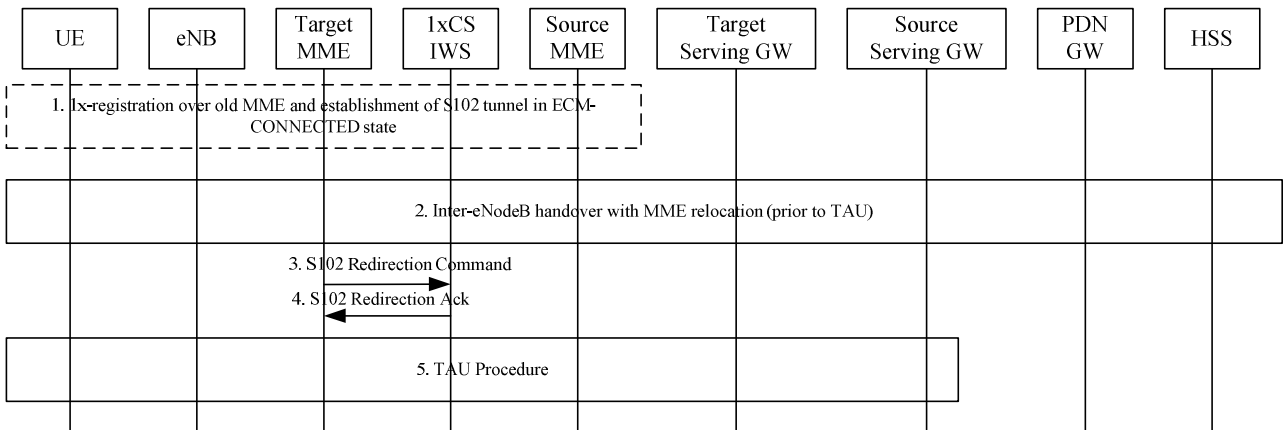 UE
eNB
Target
MME
1xCS
IWS
Source
MME
Target
Serving GW
Source
Serving GW
PDN
GW
HSS
1. 1x-registration over old MME and establishment of S102 tunnel in ECM-
CONNECTED state
2. Inter-eNodeB handover with MME relocation (prior to TAU)
3. S102 Redirection Command
4. S102 Redirection Ack
5. TAU Procedure